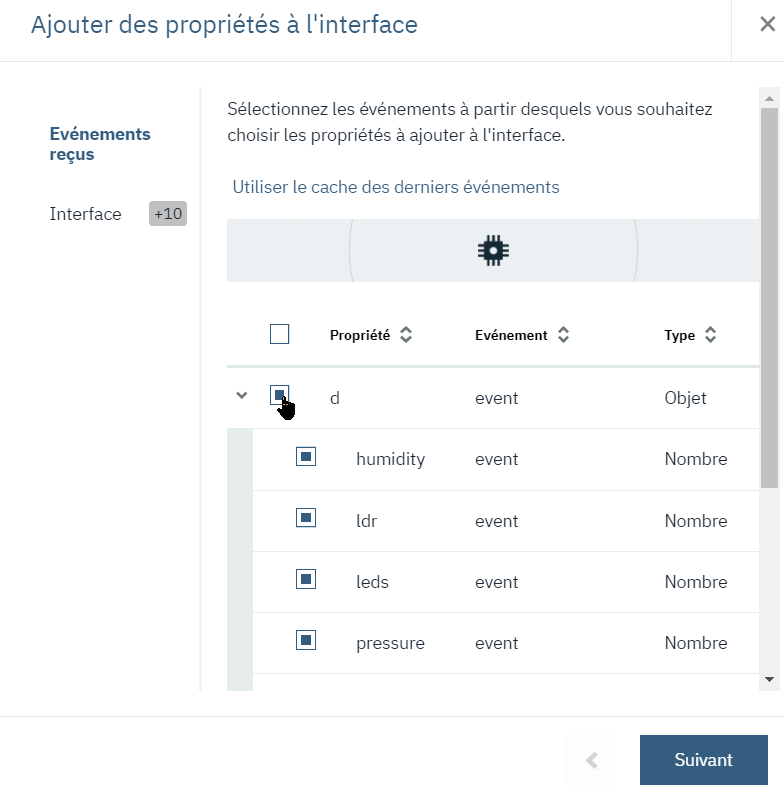 Ajouter des propriétés à l'interface
Evénements
reçus
Interface +10
Sélectionnez les événements à partir desquels vous souhaitez
choisir les propriétés à ajouter à l'interface.
Utiliser le cache des derniers événements
Propriété Evénement Type
d event Objet
humidity event Nombre
ldr event Nombre
leds event Nombre
pressure event Nombre
Suivant